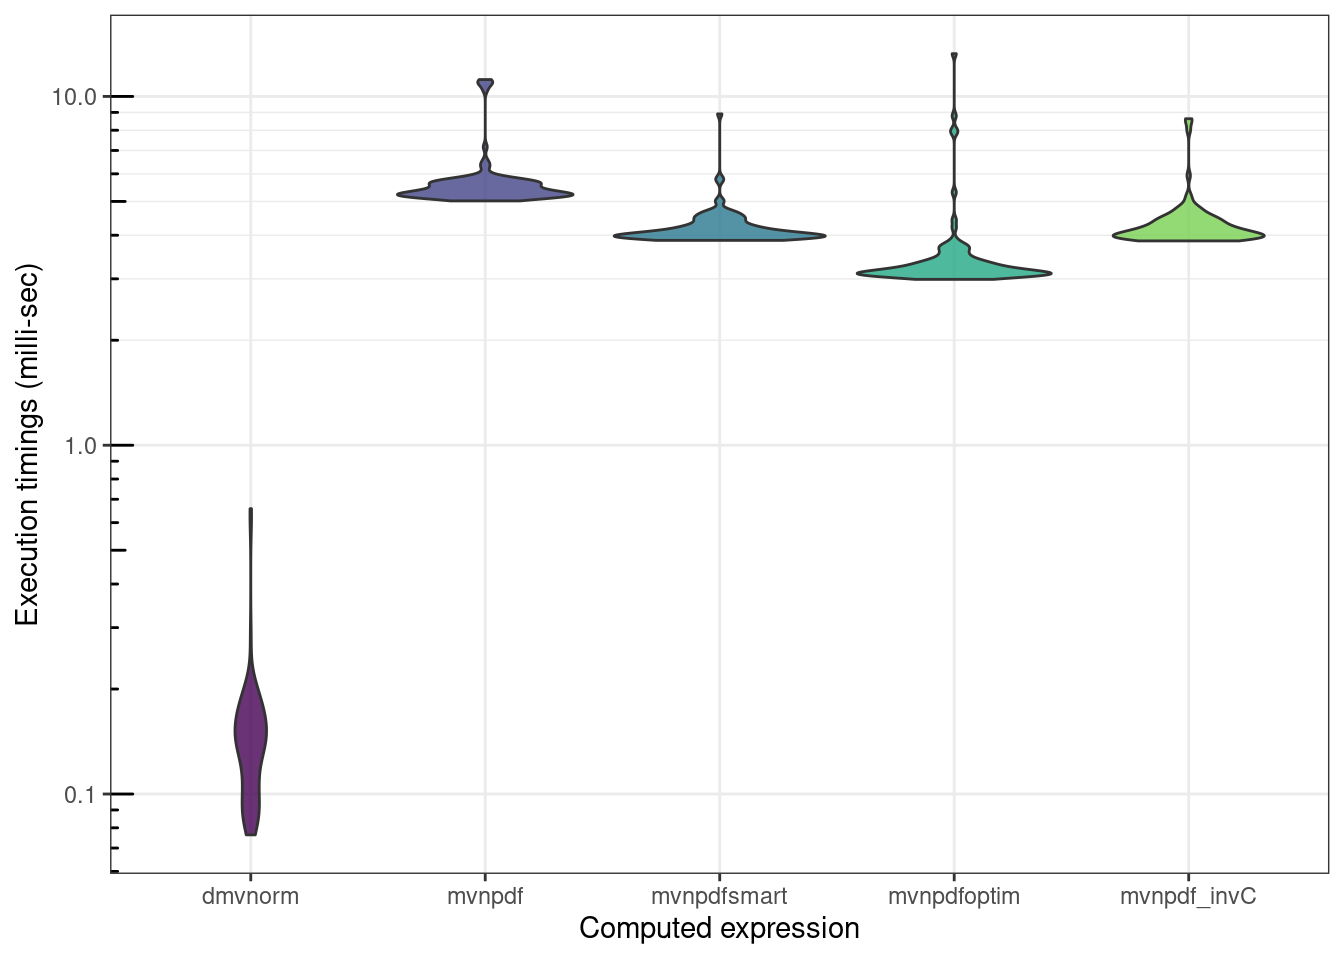 Execution timings (milli-sec)
10.0
1.0
0.1
dmvnorm mvnpdf mvnpdfsmart mvnpdfoptim mvnpdf_invC
Computed expression